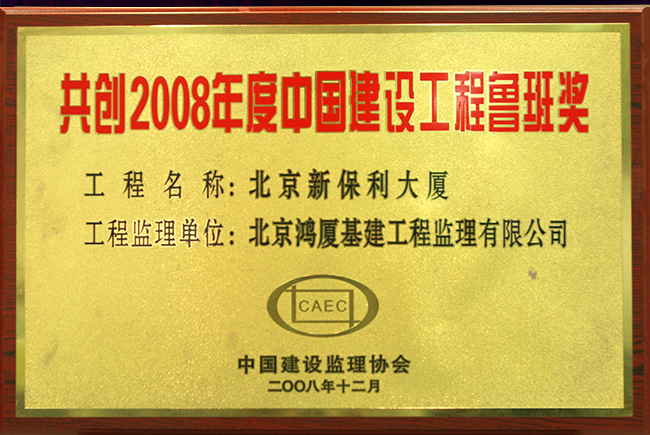 共创2008年度中国建设工程鲁班奖
工程名称：北京新保利大厦
工程监理单位：北京鸿厦基建工程监理有限公司
CAEC
中国建设监理协会
二〇〇八年十二月